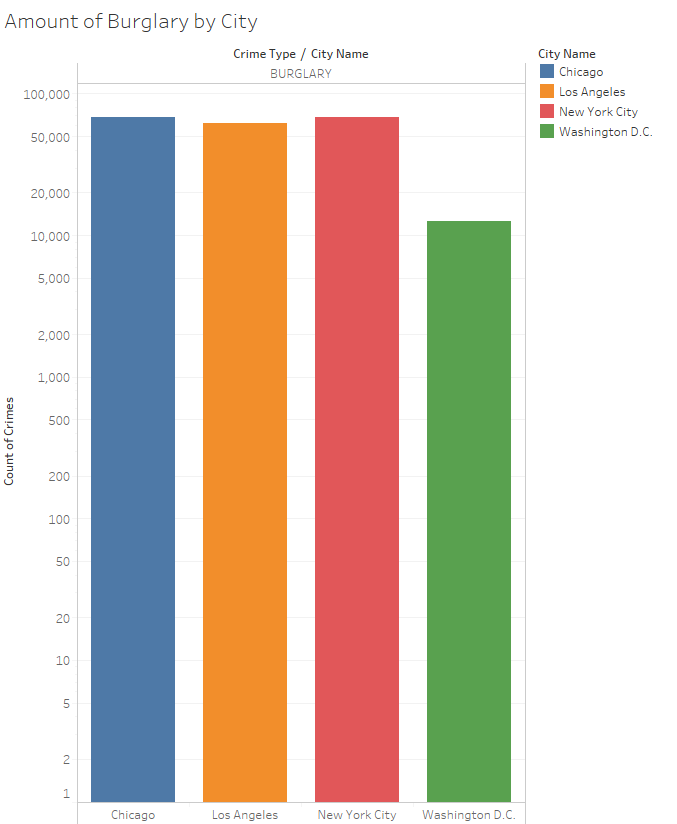 Amount of Burglary by City
Crime Type / City Name
BURGLARY
City Name
Chicago
Los Angeles
New York City
Washington D.C.
100,000
50,000
20,000
10,000
5,000
2,000
1,000
500
200
100
50
20
10
5
2
1
Count of Crimes
Chicago
Los Angeles
New York City
Washington D.C.